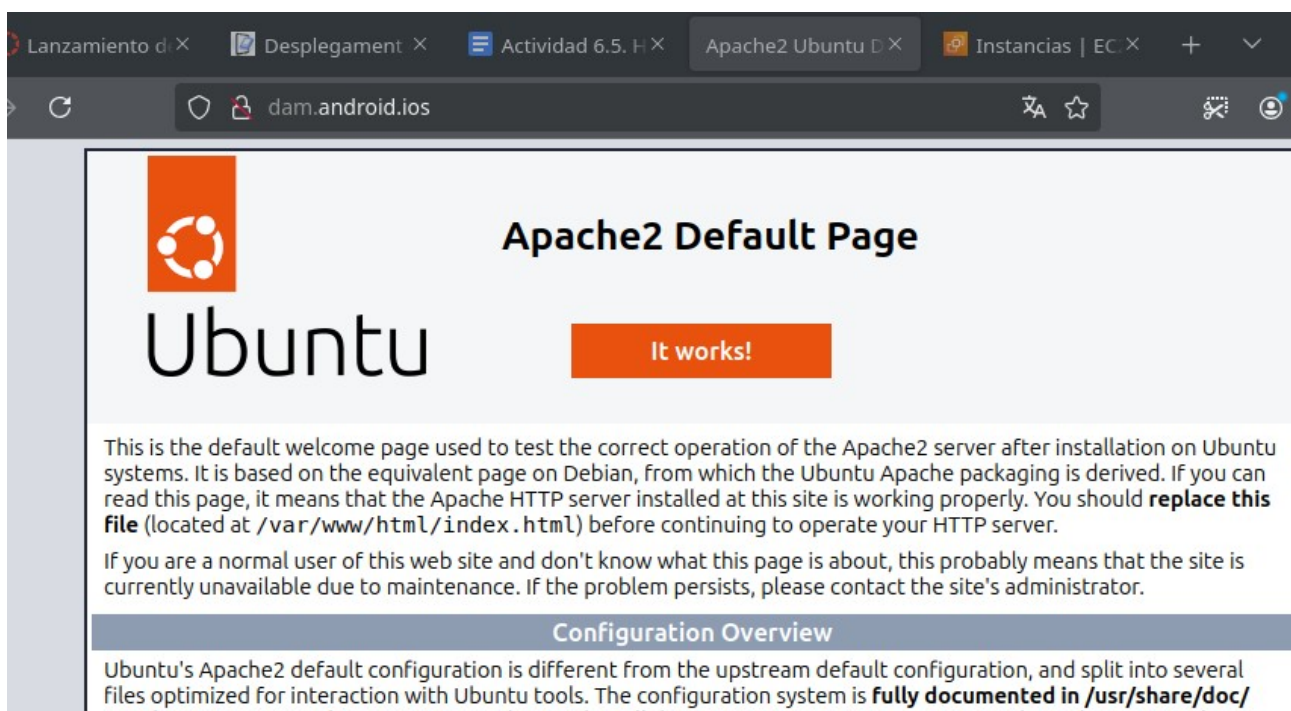 Lanzamiento d
Desplegament
Actividad 6.5. H
Apache2 Ubuntu D
Instancias | EC
dam.android.ios
Ubuntu
Apache2 Default Page
It works!
This is the default welcome page used to test the correct operation of the Apache2 server after installation on Ubuntu
systems. It is based on the equivalent page on Debian, from which the Ubuntu Apache packaging is derived. If you can
read this page, it means that the Apache HTTP server installed at this site is working properly. You should replace this
file (located at /var/www/html/index.html) before continuing to operate your HTTP server.
If you are a normal user of this web site and don't know what this page is about, this probably means that the site is
currently unavailable due to maintenance. If the problem persists, please contact the site's administrator.
Configuration Overview
Ubuntu's Apache2 default configuration is different from the upstream default configuration, and split into several
files optimized for interaction with Ubuntu tools. The configuration system is fully documented in /usr/share/doc/